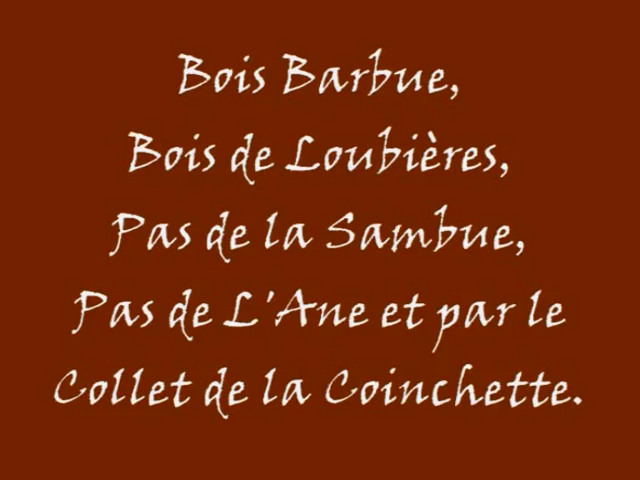 Bois Barbue,
Bois de Loubières,
Pas de la Sambue,
Pas de L'Ane et par le
Collet de la Coinchette.